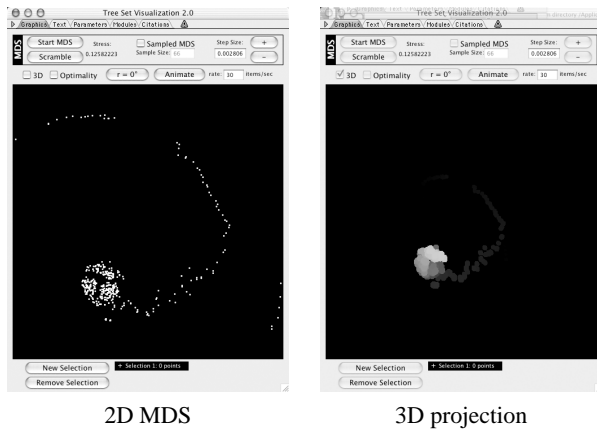 Tree Set Visualization 2.0
Graphics Text Parameters Modules Citations
MDS
Start MDS Stress: Sampled MDS Step Size: +
Scramble 0.12582223 Sample Size: 66 0.002806 -
3D Optimality r = 0° Animate rate: 30 items/sec
New Selection + Selection 1: 0 points
Remove Selection
2D MDS
Tree Set Visualization 2.0
Graphics Text Parameters Modules Citations
MDS
Start MDS Stress: Sampled MDS Step Size: +
Scramble 0.12582223 Sample Size: 66 0.002806 -
3D Optimality r = 0° Animate rate: 30 items/sec
New Selection + Selection 1: 0 points
Remove Selection
3D projection